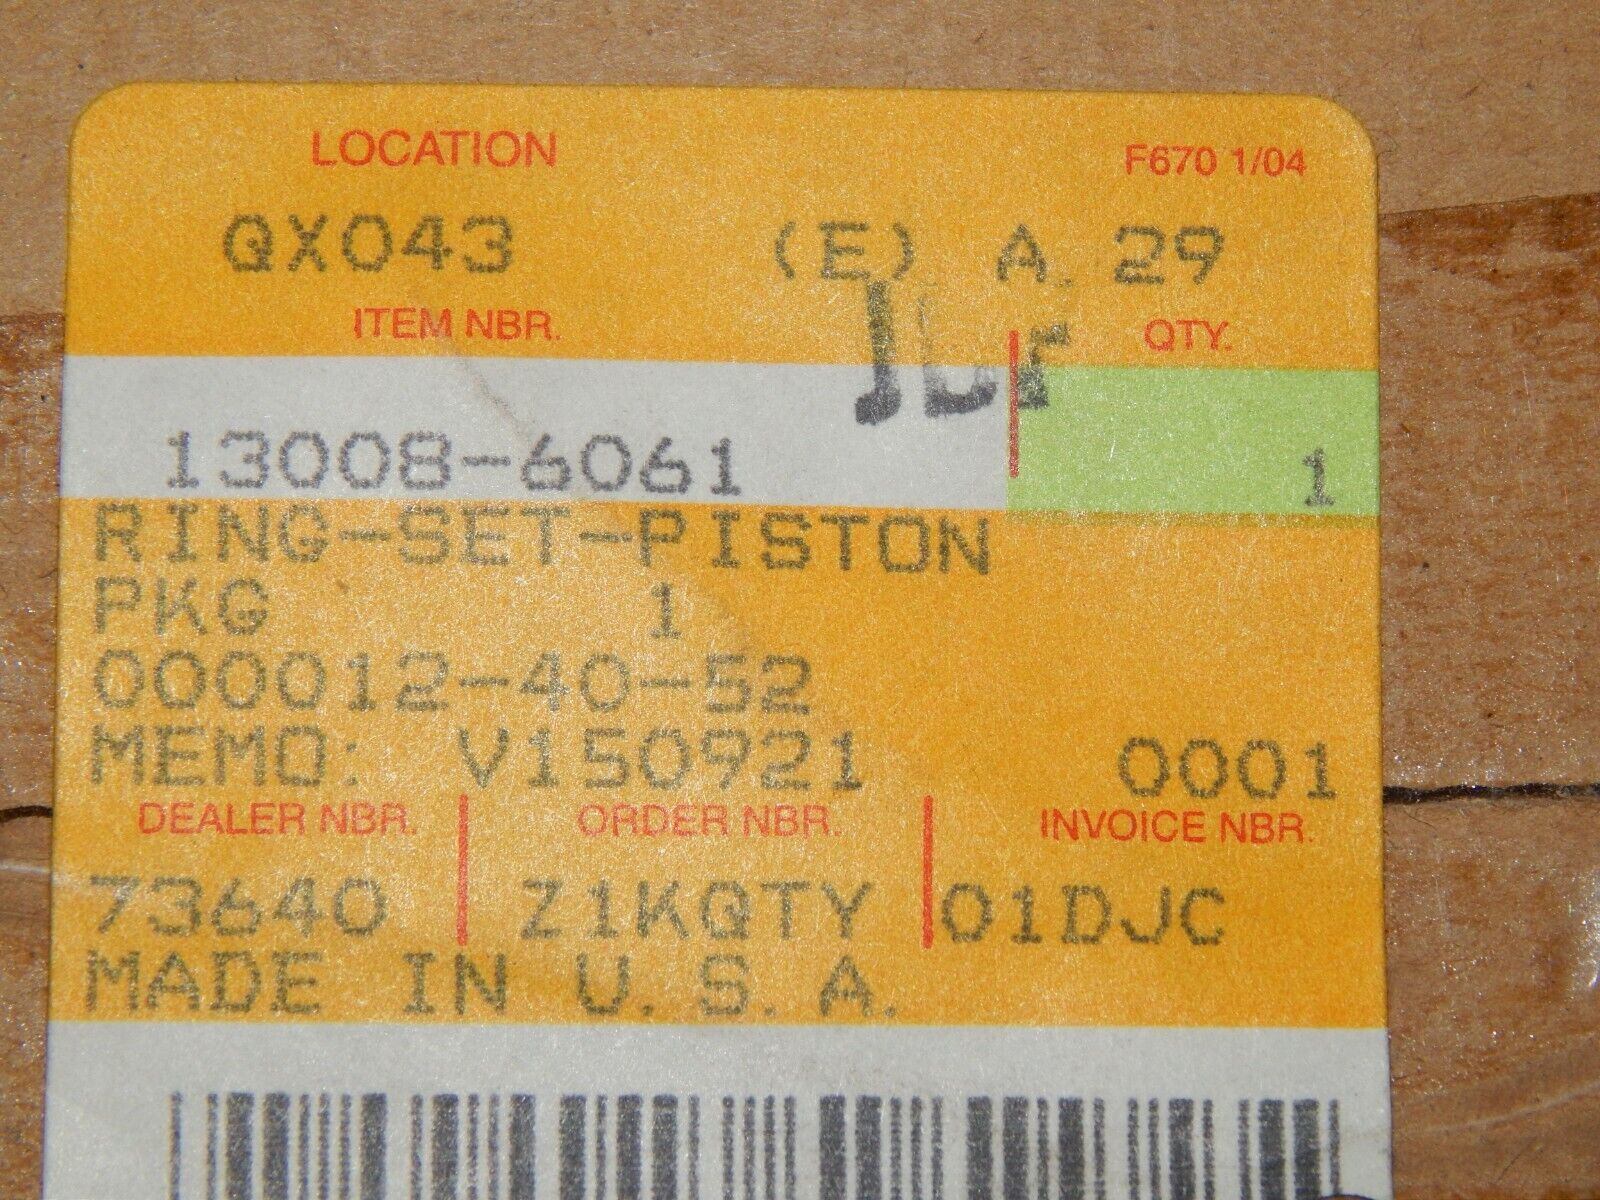 LOCATION F670 1/04
QX043 (E) A. 29
ITEM NBR. QTY.
13008-6061 1
RING-SET-PISTON
PKG 1
000012-40-52
MEMO: V150921 0001
DEALER NBR. ORDER NBR. INVOICE NBR.
73640 Z1KQTY 01DJC
MADE IN U.S.A.